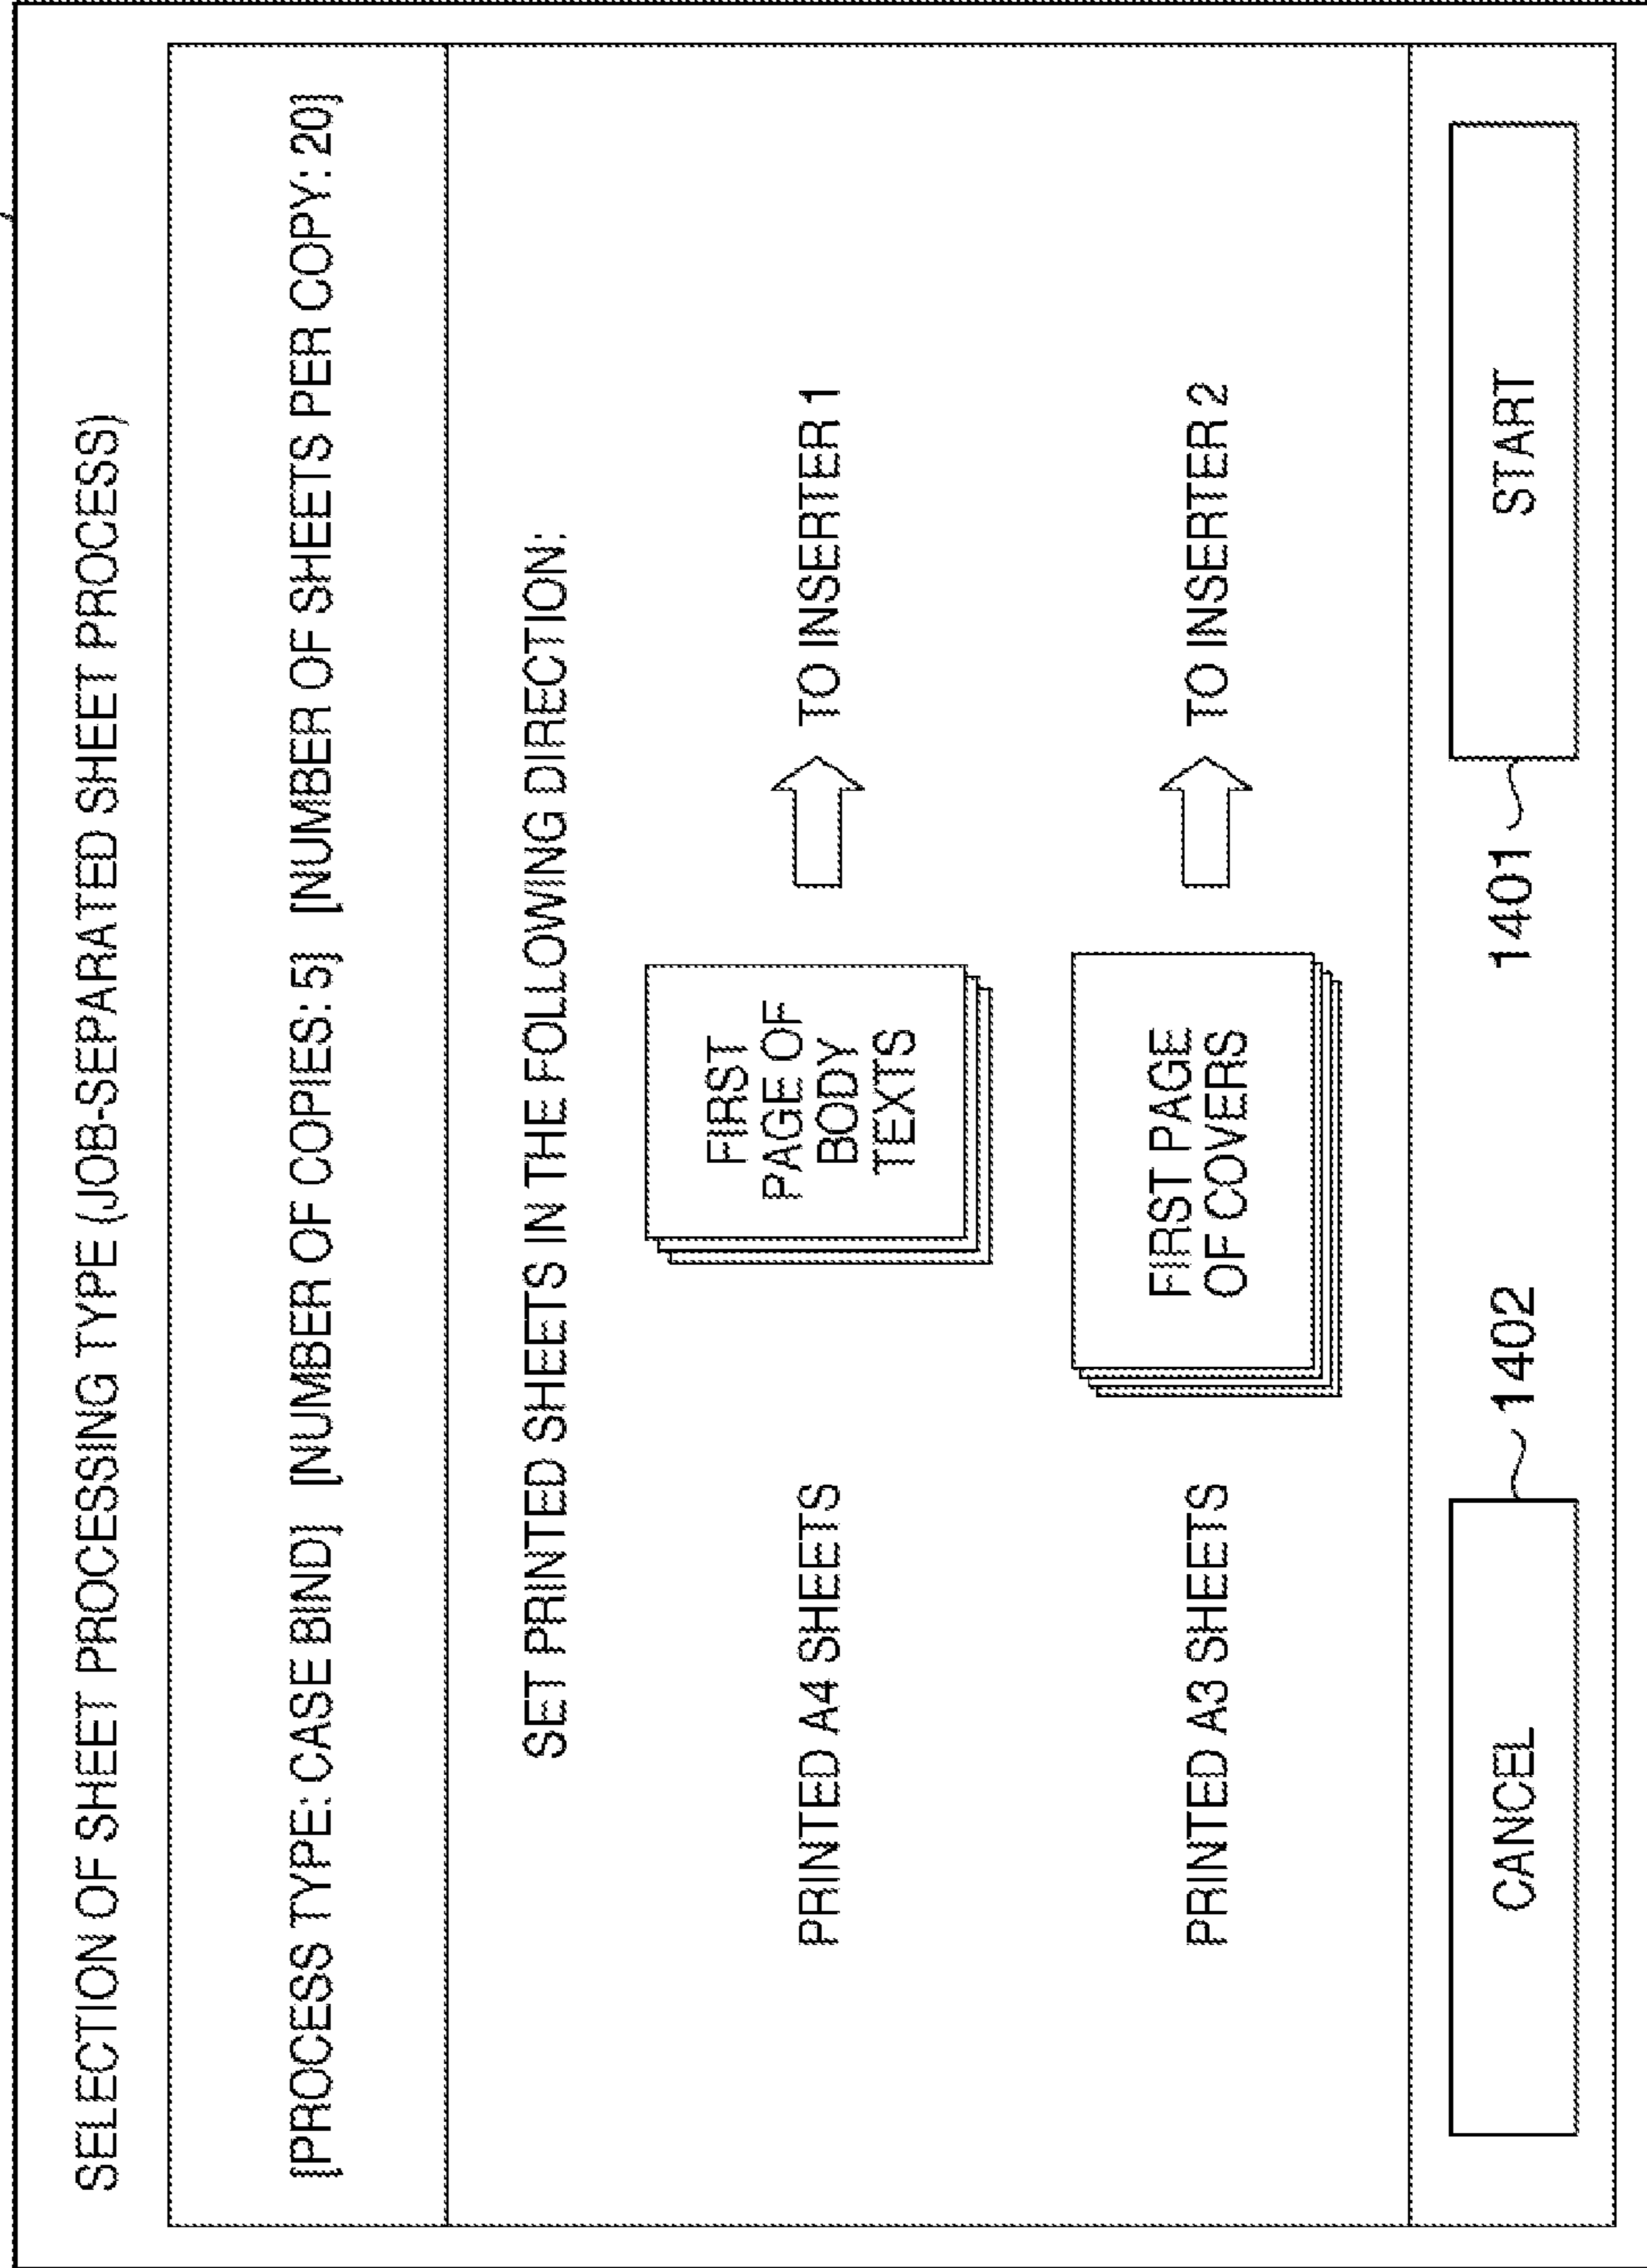 SELECTION OF SHEET PROCESSING TYPE (JOB-SEPARATED SHEET PROCESS)
[PROCESS TYPE: CASE BIND] [NUMBER OF COPIES: 5] [NUMBER OF SHEETS PER COPY: 20]
SET PRINTED SHEETS IN THE FOLLOWING DIRECTION:
PRINTED A4 SHEETS
FIRST
PAGE OF
BODY
TEXTS
TO INSERTER 1
PRINTED A3 SHEETS
FIRST PAGE
OF COVERS
TO INSERTER 2
CANCEL
1402
1401
START